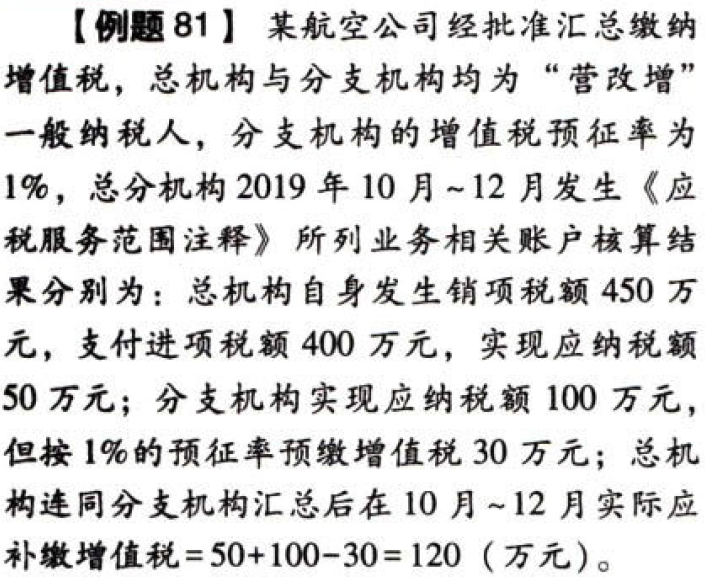 【例题 81】 某航空公司经批准汇总缴纳
增值税，总机构与分支机构均为“营改增”
一般纳税人，分支机构的增值税预征率为
1%，总分机构 2019 年 10 月~12 月发生《应
税服务范围注释》所列业务相关账户核算结
果分别为：总机构自身发生销项税额 450 万
元，支付进项税额 400 万元，实现应纳税额
50 万元；分支机构实现应纳税额 100 万元，
但按 1%的预征率预缴增值税 30 万元；总机
构连同分支机构汇总后在 10 月~12 月实际应
补缴增值税=50+100-30=120（万元）。